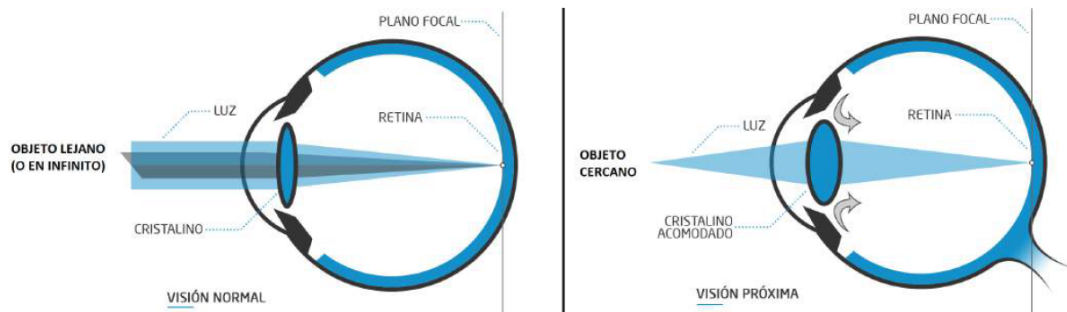 PLANO FOCAL
LUZ
RETINA
OBJETO LEJANO
(O EN INFINITO)
CRISTALINO
VISIÓN NORMAL
PLANO FOCAL
LUZ
RETINA
OBJETO
CERCANO
CRISTALINO
ACOMODADO
VISIÓN PRÓXIMA